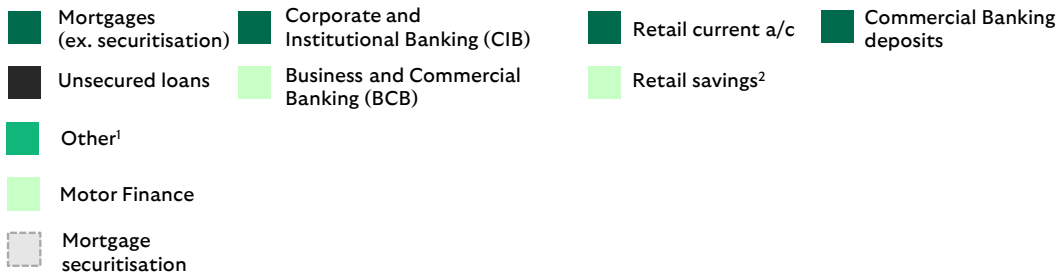 Mortgages
(ex. securitisation)
Corporate and
Institutional Banking (CIB)
Retail current a/c
Commercial Banking
deposits
Unsecured loans
Business and Commercial
Banking (BCB)
Retail savings²
Other¹
Motor Finance
Mortgage
securitisation